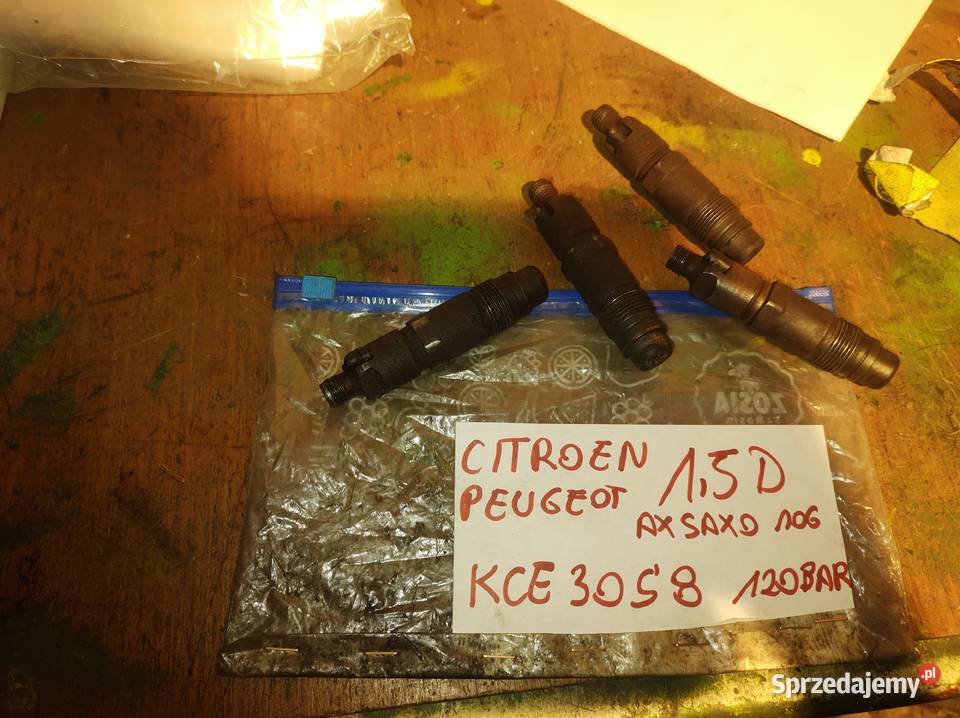 ZOSIA
CITROEN 1,5D
PEUGEOT
AX SAXO 106
KCE 30S8 120BAR
Sprzedajemy.pl